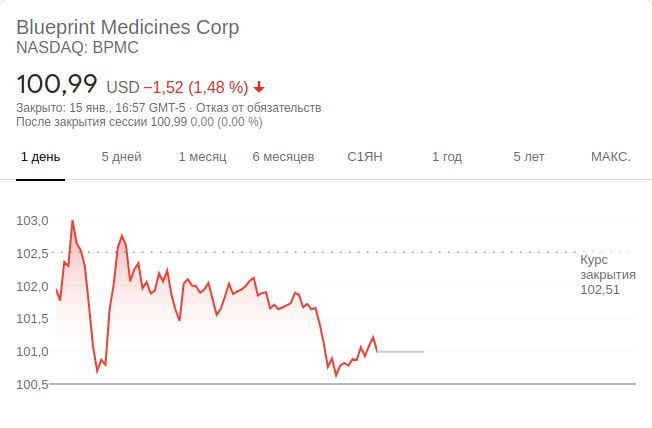 Blueprint Medicines Corp
NASDAQ: BPMC
100,99 USD −1,52 (1,48 %)
Закрыто: 15 янв., 16:57 GMT-5 · Отказ от обязательств
После закрытия сессии 100,99 0,00 (0,00 %)
1 день 5 дней 1 месяц 6 месяцев С1ЯН 1 год 5 лет МАКС.
103,0
102,5
Курс
закрытия
102,51
102,0
101,5
101,0
100,5